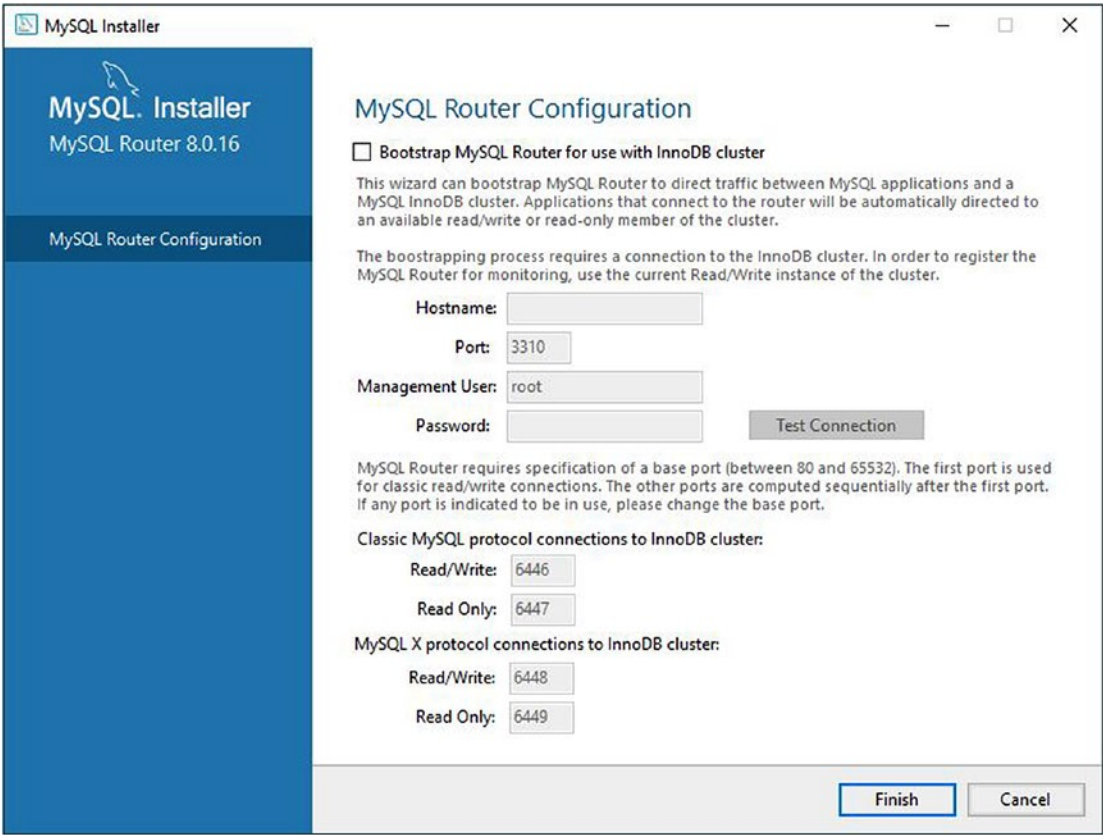 MySQL Installer
MySQL. Installer
MySQL Router 8.0.16
MySQL Router Configuration
MySQL Router Configuration
Bootstrap MySQL Router for use with InnoDB cluster
This wizard can bootstrap MySQL Router to direct traffic between MySQL applications and a
MySQL InnoDB cluster. Applications that connect to the router will be automatically directed to
an available read/write or read-only member of the cluster.
The boostrapping process requires a connection to the InnoDB cluster. In order to register the
MySQL Router for monitoring, use the current Read/Write instance of the cluster.
Hostname:
Port: 3310
Management User: root
Password: Test Connection
MySQL Router requires specification of a base port (between 80 and 65532). The first port is used
for classic read/write connections. The other ports are computed sequentially after the first port.
If any port is indicated to be in use, please change the base port.
Classic MySQL protocol connections to InnoDB cluster:
Read/Write: 6446
Read Only: 6447
MySQL X protocol connections to InnoDB cluster:
Read/Write: 6448
Read Only: 6449
Finish Cancel